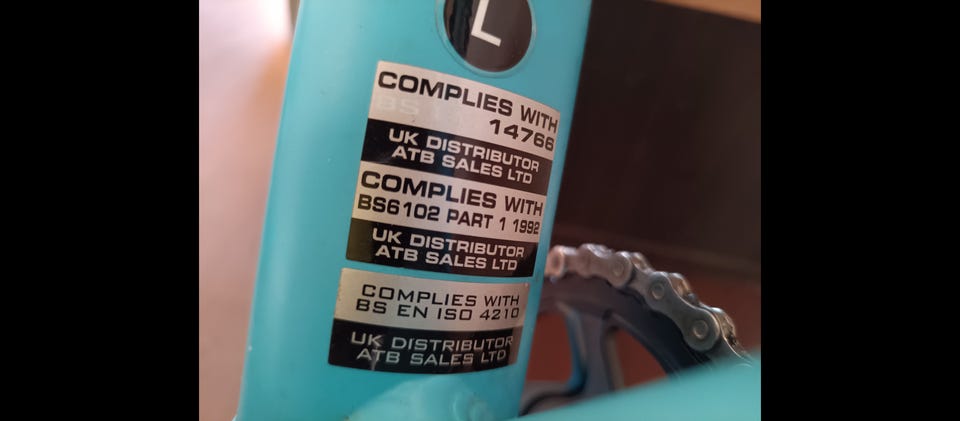 L
COMPLIES WITH
BS 14766
UK DISTRIBUTOR
ATB SALES LTD
COMPLIES WITH
BS6102 PART 1 1992
UK DISTRIBUTOR
ATB SALES LTD
COMPLIES WITH
BS EN ISO 4210
UK DISTRIBUTOR
ATB SALES LTD